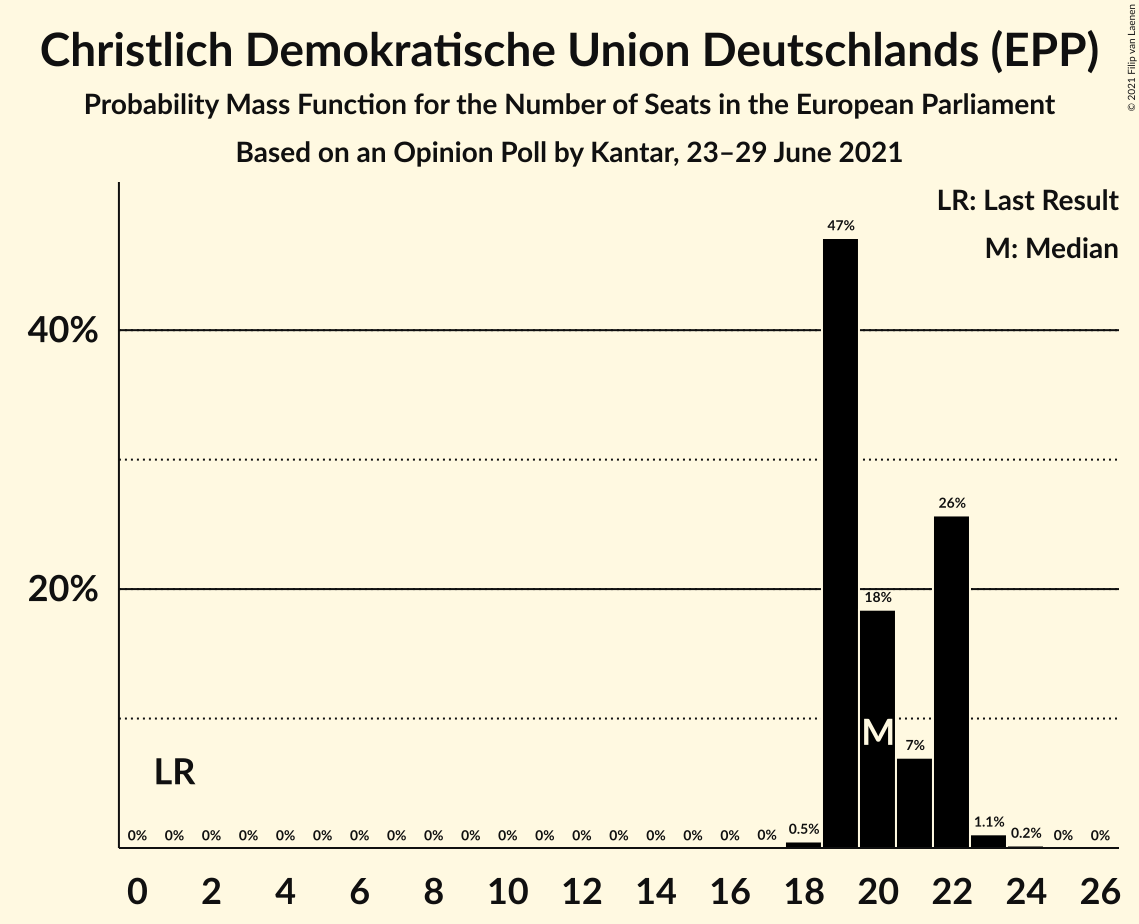 Christlich Demokratische Union Deutschlands (EPP)
Probability Mass Function for the Number of Seats in the European Parliament
Based on an Opinion Poll by Kantar, 23–29 June 2021
© 2021 Filip van Laenen
LR: Last Result
M: Median
47%
40%
26%
20%
18%
M
7%
LR
0% 0% 0% 0% 0% 0% 0% 0% 0% 0% 0% 0% 0% 0% 0% 0% 0% 0% 0.5% 1.1% 0.2% 0% 0%
0 2 4 6 8 10 12 14 16 18 20 22 24 26